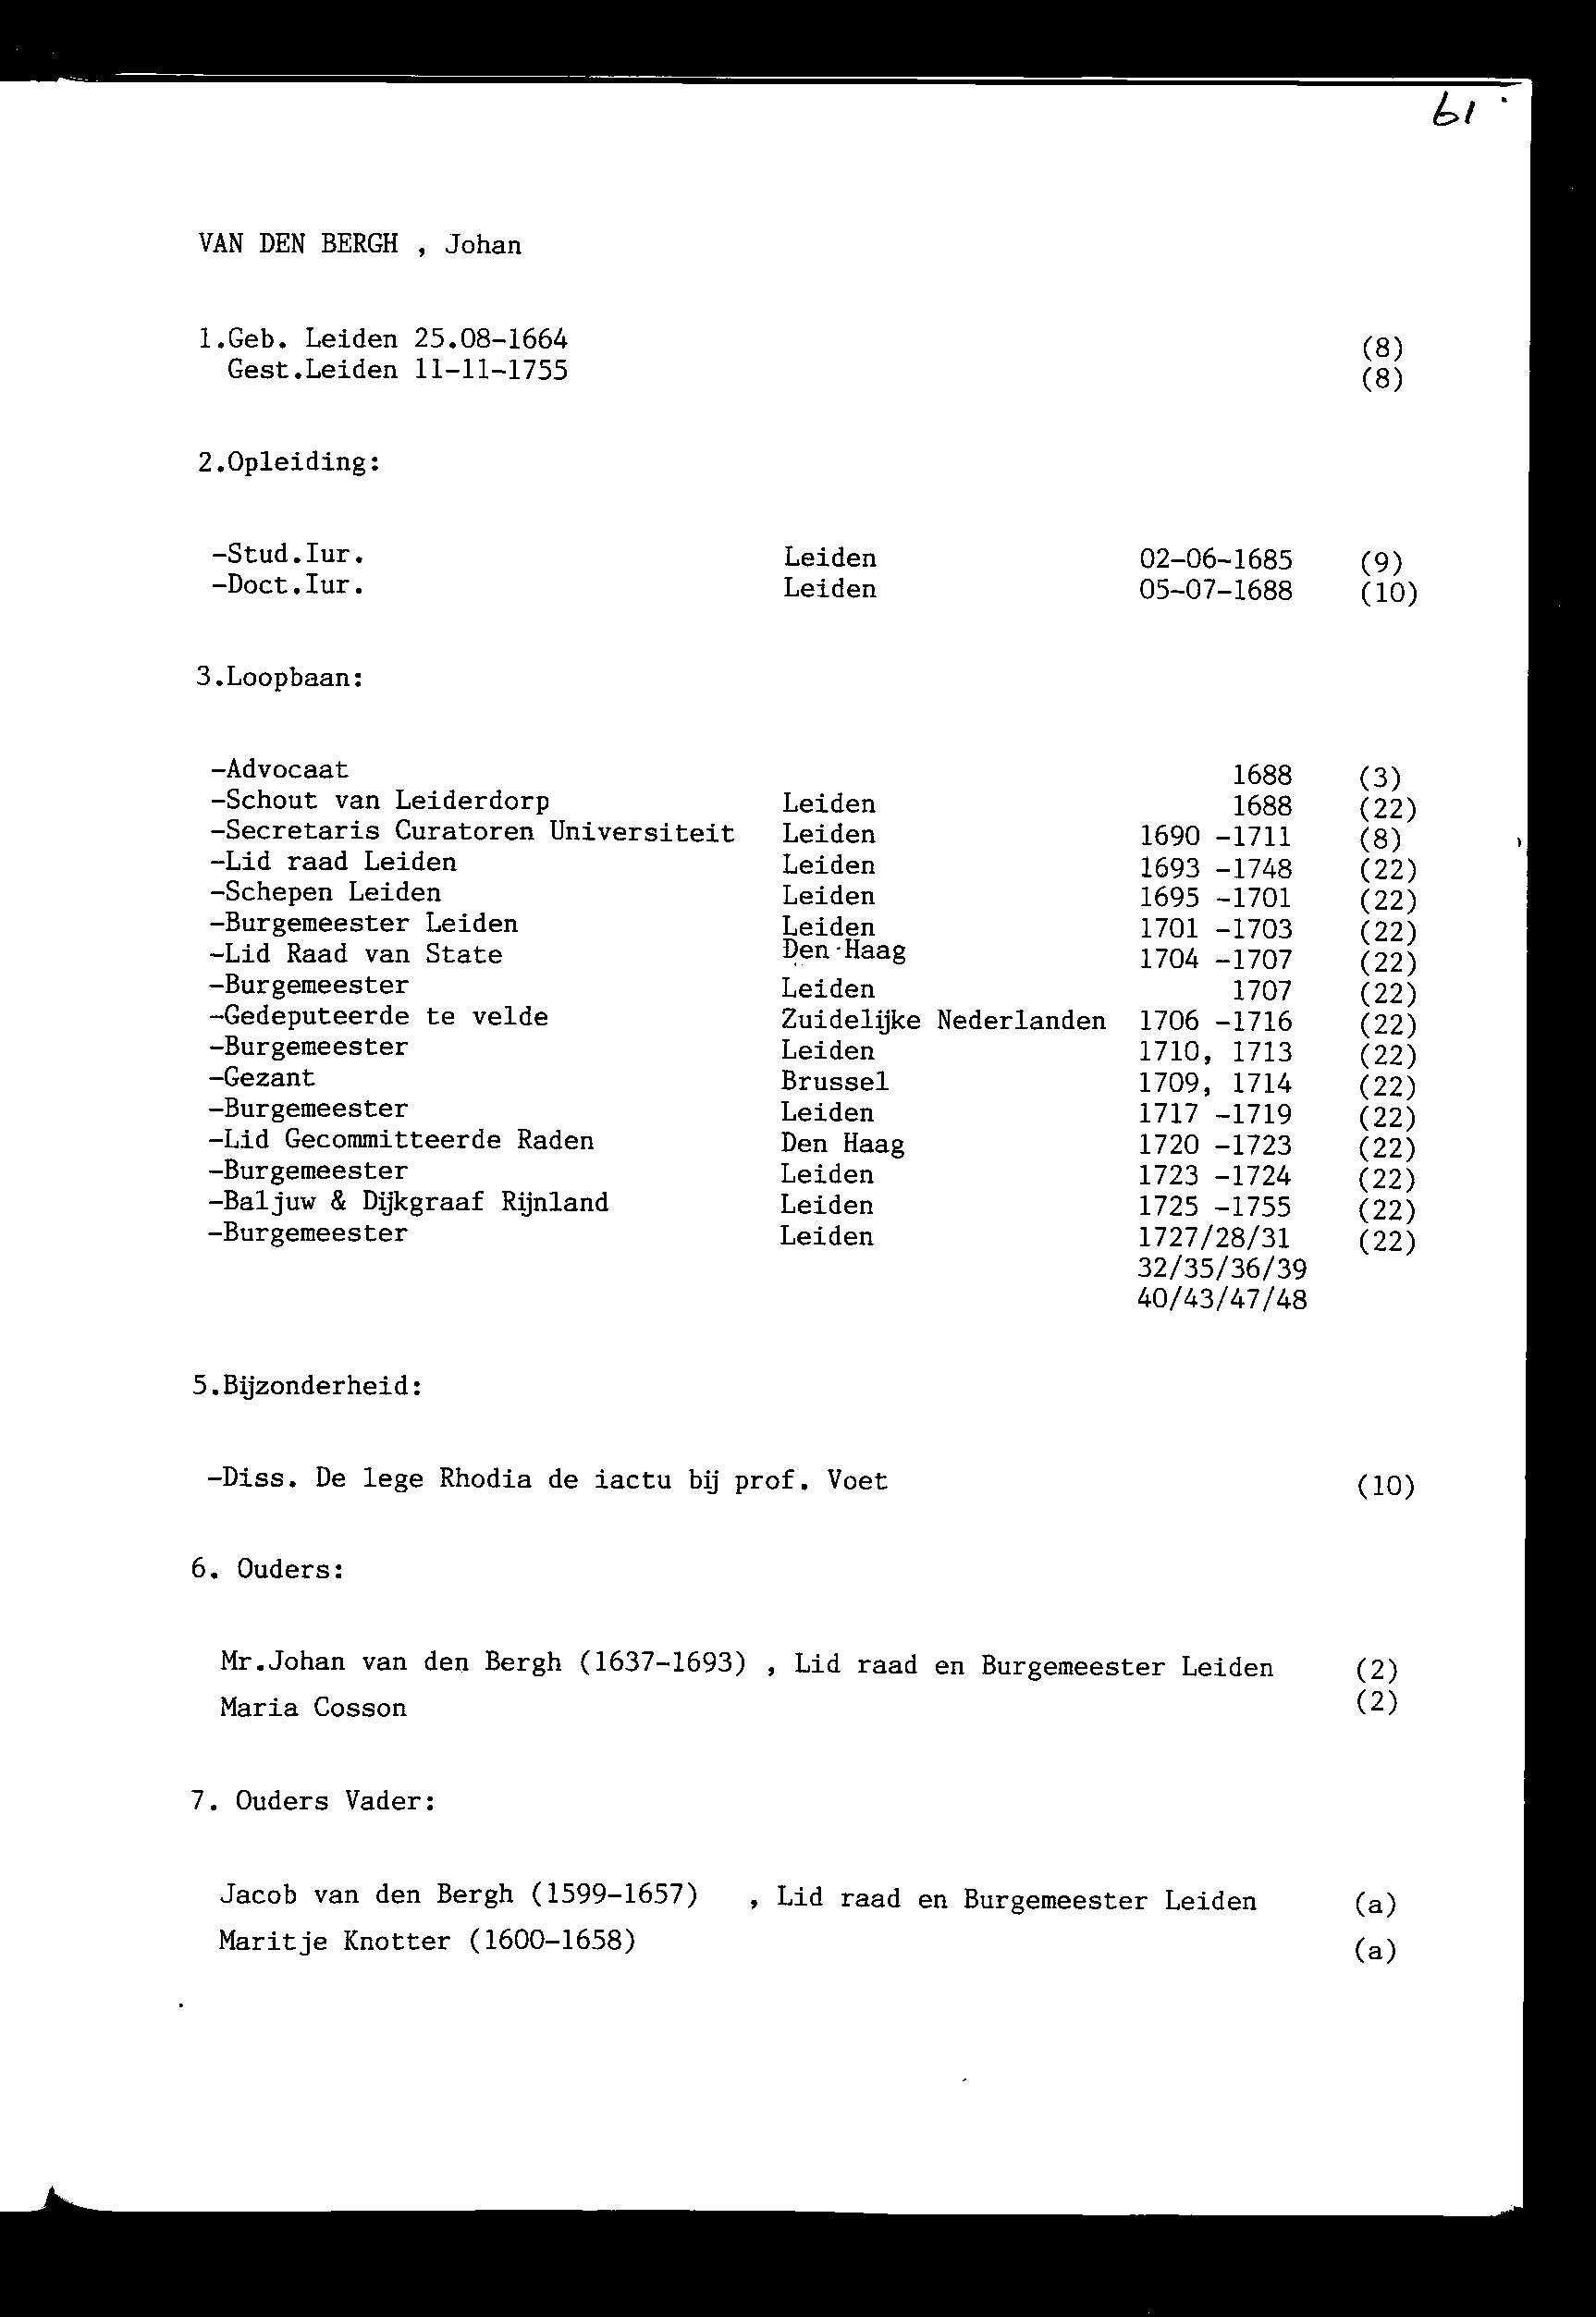 61
VAN DEN BERGH , Johan
1.Geb. Leiden 25.08-1664 (8)
Gest.Leiden 11-11-1755 (8)
2.Opleiding:
-Stud.Iur. Leiden 02-06-1685 (9)
-Doct.Iur. Leiden 05-07-1688 (10)
3.Loopbaan:
-Advocaat 1688 (3)
-Schout van Leiderdorp Leiden 1688 (22)
-Secretaris Curatoren Universiteit Leiden 1690 -1711 (8)
-Lid raad Leiden Leiden 1693 -1748 (22)
-Schepen Leiden Leiden 1695 -1701 (22)
-Burgemeester Leiden Leiden 1701 -1703 (22)
-Lid Raad van State Den Haag 1704 -1707 (22)
-Burgemeester Leiden 1707 (22)
-Gedeputeerde te velde Zuidelijke Nederlanden 1706 -1716 (22)
-Burgemeester Leiden 1710, 1713 (22)
-Gezant Brussel 1709, 1714 (22)
-Burgemeester Leiden 1717 -1719 (22)
-Lid Gecommitteerde Raden Den Haag 1720 -1723 (22)
-Burgemeester Leiden 1723 -1724 (22)
-Baljuw & Dijkgraaf Rijnland Leiden 1725 -1755 (22)
-Burgemeester Leiden 1727/28/31 (22)
32/35/36/39
40/43/47/48
5.Bijzonderheid:
-Diss. De lege Rhodia de iactu bij prof. Voet (10)
6. Ouders:
Mr.Johan van den Bergh (1637-1693) , Lid raad en Burgemeester Leiden (2)
Maria Cosson (2)
7. Ouders Vader:
Jacob van den Bergh (1599-1657) , Lid raad en Burgemeester Leiden (a)
Maritje Knotter (1600-1658) (a)